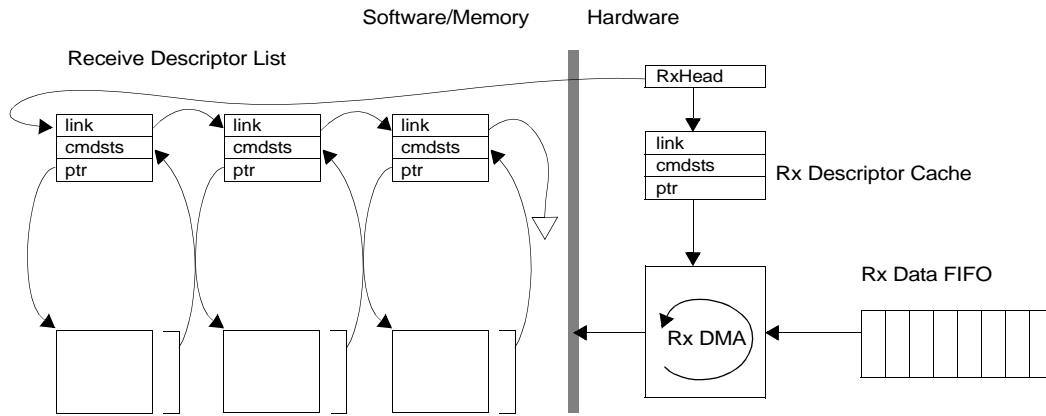 Software/Memory
Hardware
Receive Descriptor List
RxHead
link
cmdsts
ptr
link
cmdsts
ptr
link
cmdsts
ptr
link
cmdsts
ptr
Rx Descriptor Cache
Rx Data FIFO
Rx DMA